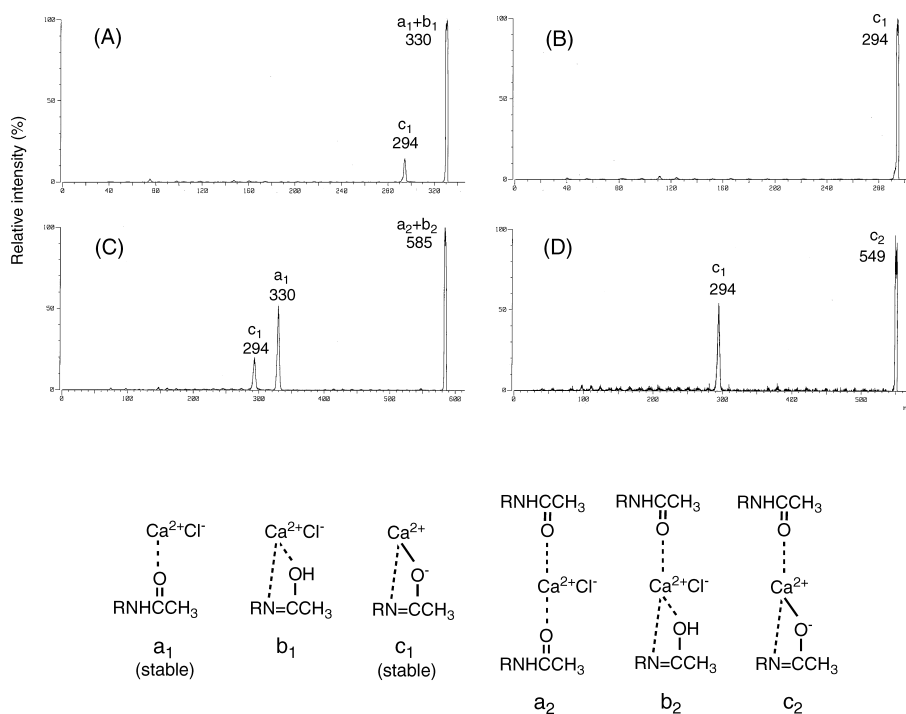 Relative intensity (%)
(A)
a₁+b₁
330
c₁
294
100
50
0
0 40 80 120 160 200 240 280 320
(B)
c₁
294
100
50
0
0 40 80 120 160 200 240 280
(C)
a₂+b₂
585
a₁
330
c₁
294
100
50
0
0 100 200 300 400 500 600
(D)
c₂
549
c₁
294
100
50
0
0 100 200 300 400 500
Ca²⁺Cl⁻
O
RNHCCH₃
a₁
(stable)
Ca²⁺Cl⁻
OH
RN=CCH₃
b₁
Ca²⁺
O⁻
RN=CCH₃
c₁
(stable)
RNHCCH₃
O
Ca²⁺Cl⁻
O
RNHCCH₃
a₂
RNHCCH₃
O
Ca²⁺Cl⁻
OH
RN=CCH₃
b₂
RNHCCH₃
O
Ca²⁺
O⁻
RN=CCH₃
c₂